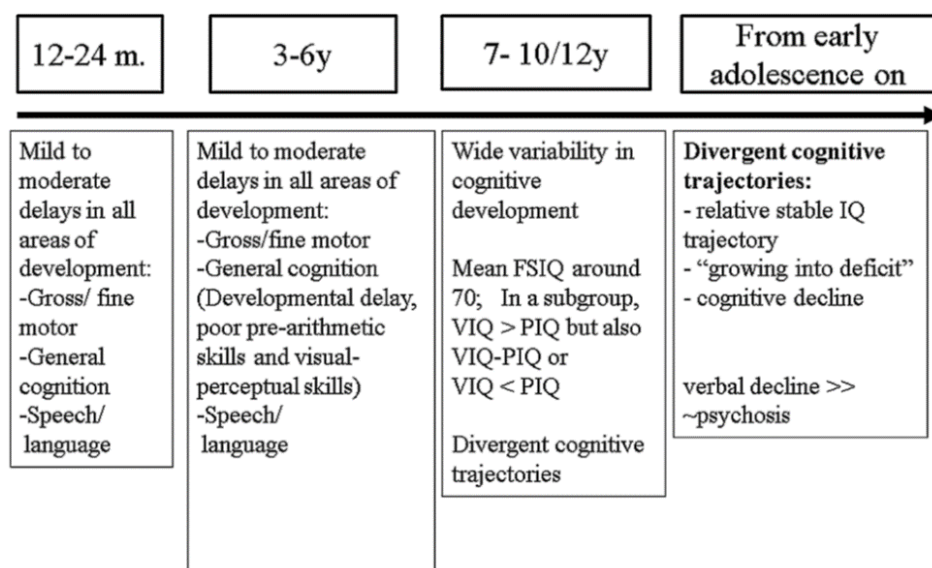 12-24 m.
3-6y
7- 10/12y
From early
adolescence on
Mild to
moderate
delays in all
areas of
development:
-Gross/ fine
motor
-General
cognition
-Speech/
language
Mild to moderate
delays in all areas of
development:
-Gross/fine motor
-General cognition
(Developmental delay,
poor pre-arithmetic
skills and visual-
perceptual skills)
-Speech/
language
Wide variability in
cognitive
development
Mean FSIQ around
70; In a subgroup,
VIQ > PIQ but also
VIQ-PIQ or
VIQ < PIQ
Divergent cognitive
trajectories
Divergent cognitive
trajectories:
- relative stable IQ
trajectory
- “growing into deficit”
- cognitive decline
verbal decline >>
~psychosis